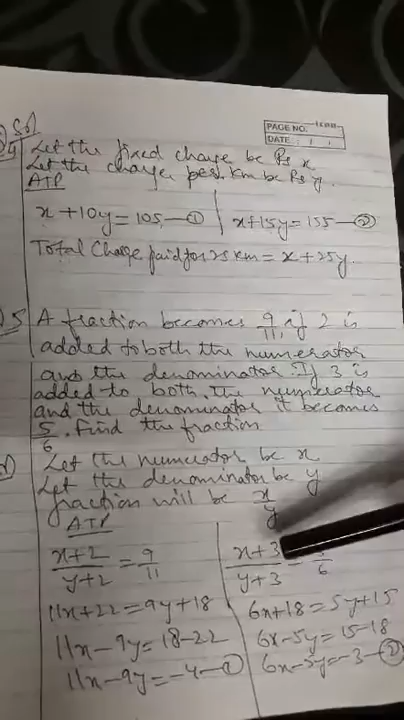 Sol
PAGE NO.
DATE
Let the fixed charge be Rs x
Let the charge per km be Rs y.
ATP
x + 10y = 105 — ① x + 15y = 155 — ②
Total Charge paid for 25 km = x + 25y
5 A fraction becomes 9/11, if 2 is
added to both the numerator
and the denominator If 3 is
added to both the numerator
and the denominator it becomes
5/6. find the fraction
Let the numerator be x
Let the denominator be y
fraction will be x/y
ATP
x+2/y+2 = 9/11 x+3/y+3 = /6
11x+22 = 9y+18 6x+18 = 5y+15
11x-9y = 18-22 6x-5y = 15-18
11x-9y = -4 — ① 6x-5y = -3 — ②